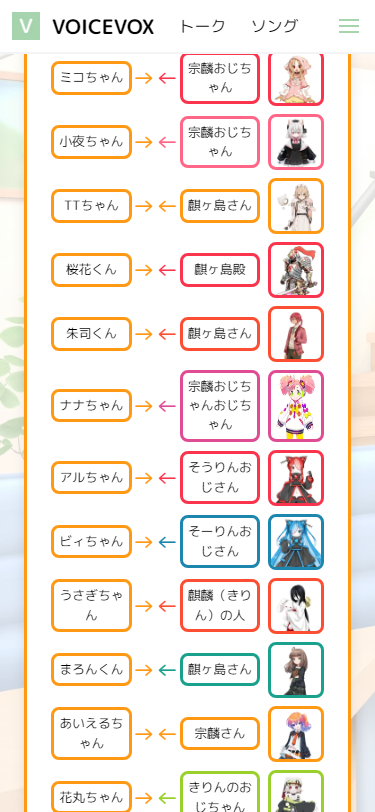 V VOICEVOX トーク ソング
ミコちゃん → ← 宗麟おじち
ゃん
小夜ちゃん → ← 宗麟おじち
ゃん
TTちゃん → ← 麒ヶ島さん
桜花くん → ← 麒ヶ島殿
朱司くん → ← 麒ヶ島さん
ナナちゃん → ← 宗麟おじち
ゃんおじち
ゃん
アルちゃん → ← そうりんお
じさん
ビィちゃん → ← そーりんお
じさん
うさぎちゃ
ん → ← 麒麟（きり
ん）の人
まろんくん → ← 麒ヶ島さん
あいえるち
ゃん → ← 宗麟さん
花丸ちゃん → ← きりんのお
じちゃん